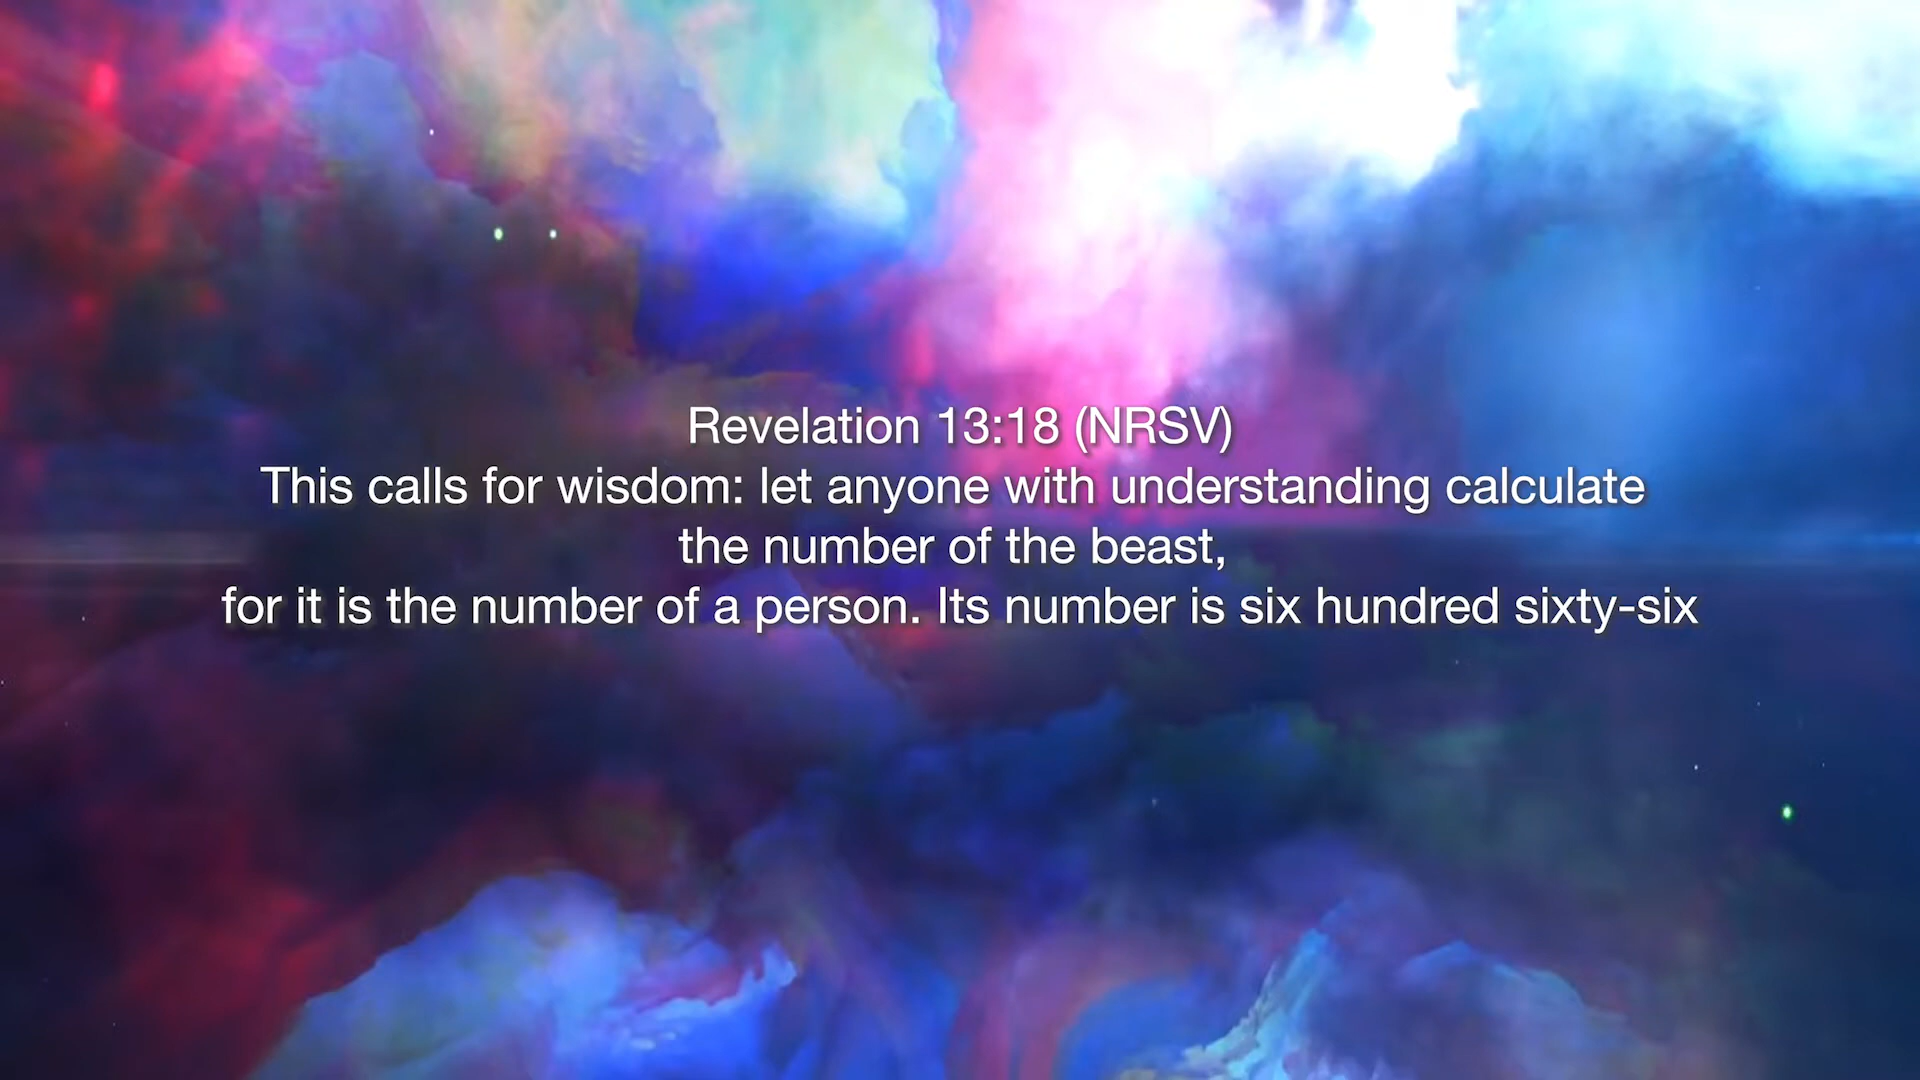 Revelation 13:18 (NRSV)
This calls for wisdom: let anyone with understanding calculate
the number of the beast,
for it is the number of a person. Its number is six hundred sixty-six